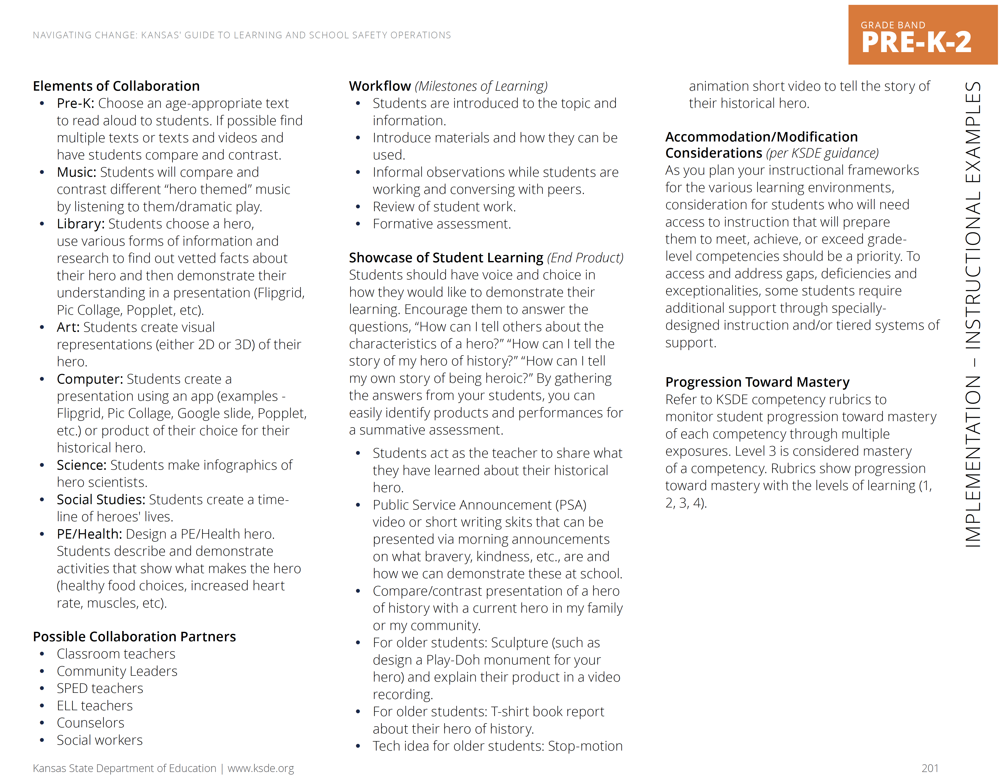 NAVIGATING CHANGE: KANSAS' GUIDE TO LEARNING AND SCHOOL SAFETY OPERATIONS
GRADE BAND
PRE-K-2
Elements of Collaboration
• Pre-K: Choose an age-appropriate text
to read aloud to students. If possible find
multiple texts or texts and videos and
have students compare and contrast.
• Music: Students will compare and
contrast different “hero themed” music
by listening to them/dramatic play.
• Library: Students choose a hero,
use various forms of information and
research to find out vetted facts about
their hero and then demonstrate their
understanding in a presentation (Flipgrid,
Pic Collage, Popplet, etc).
• Art: Students create visual
representations (either 2D or 3D) of their
hero.
• Computer: Students create a
presentation using an app (examples -
Flipgrid, Pic Collage, Google slide, Popplet,
etc.) or product of their choice for their
historical hero.
• Science: Students make infographics of
hero scientists.
• Social Studies: Students create a time-
line of heroes' lives.
• PE/Health: Design a PE/Health hero.
Students describe and demonstrate
activities that show what makes the hero
(healthy food choices, increased heart
rate, muscles, etc).
Possible Collaboration Partners
• Classroom teachers
• Community Leaders
• SPED teachers
• ELL teachers
• Counselors
• Social workers
Workflow (Milestones of Learning)
• Students are introduced to the topic and
information.
• Introduce materials and how they can be
used.
• Informal observations while students are
working and conversing with peers.
• Review of student work.
• Formative assessment.
Showcase of Student Learning (End Product)
Students should have voice and choice in
how they would like to demonstrate their
learning. Encourage them to answer the
questions, “How can I tell others about the
characteristics of a hero?” “How can I tell the
story of my hero of history?” “How can I tell
my own story of being heroic?” By gathering
the answers from your students, you can
easily identify products and performances for
a summative assessment.
• Students act as the teacher to share what
they have learned about their historical
hero.
• Public Service Announcement (PSA)
video or short writing skits that can be
presented via morning announcements
on what bravery, kindness, etc., are and
how we can demonstrate these at school.
• Compare/contrast presentation of a hero
of history with a current hero in my family
or my community.
• For older students: Sculpture (such as
design a Play-Doh monument for your
hero) and explain their product in a video
recording.
• For older students: T-shirt book report
about their hero of history.
• Tech idea for older students: Stop-motion
animation short video to tell the story of
their historical hero.
Accommodation/Modification
Considerations (per KSDE guidance)
As you plan your instructional frameworks
for the various learning environments,
consideration for students who will need
access to instruction that will prepare
them to meet, achieve, or exceed grade-
level competencies should be a priority. To
access and address gaps, deficiencies and
exceptionalities, some students require
additional support through specially-
designed instruction and/or tiered systems of
support.
Progression Toward Mastery
Refer to KSDE competency rubrics to
monitor student progression toward mastery
of each competency through multiple
exposures. Level 3 is considered mastery
of a competency. Rubrics show progression
toward mastery with the levels of learning (1,
2, 3, 4).
IMPLEMENTATION – INSTRUCTIONAL EXAMPLES
Kansas State Department of Education | www.ksde.org
201